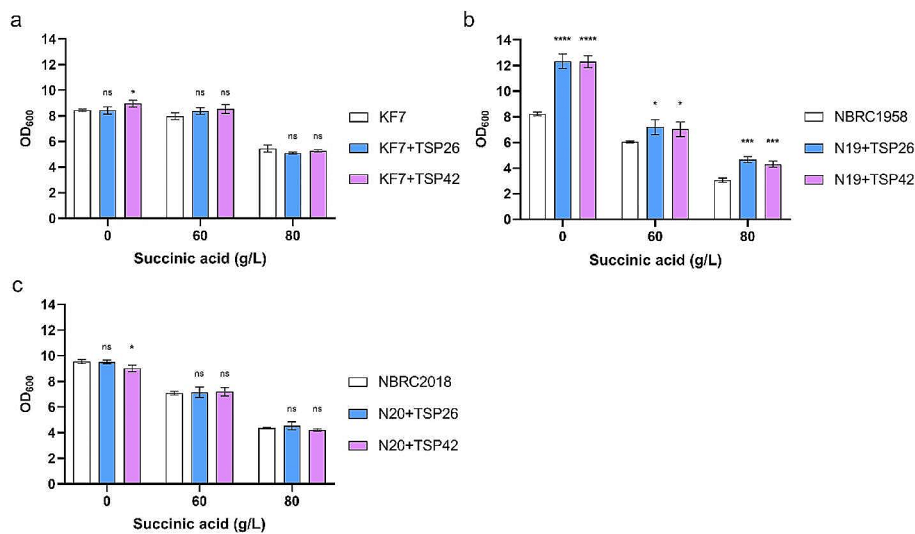 a
14
12
10
8
6
4
2
0
OD600
ns
*
ns
ns
ns
ns
0
60
80
Succinic acid (g/L)
KF7
KF7+TSP26
KF7+TSP42
b
14
12
10
8
6
4
2
0
OD600
****
****
*
*
***
***
0
60
80
Succinic acid (g/L)
NBRC1958
N19+TSP26
N19+TSP42
c
14
12
10
8
6
4
2
0
OD600
ns
*
ns
ns
ns
ns
0
60
80
Succinic acid (g/L)
NBRC2018
N20+TSP26
N20+TSP42